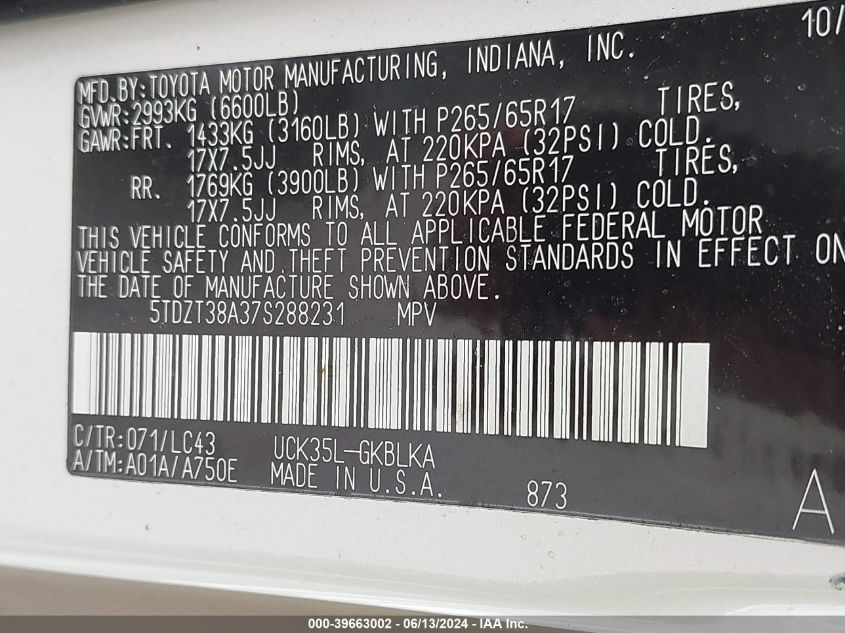 10/
MFD.BY:TOYOTA MOTOR MANUFACTURING, INDIANA, INC.
GVWR:2993KG (6600LB)
GAWR:FRT. 1433KG (3160LB) WITH P265/65R17 TIRES,
17X7.5JJ RIMS, AT 220KPA (32PSI) COLD.
RR. 1769KG (3900LB) WITH P265/65R17 TIRES,
17X7.5JJ RIMS, AT 220KPA (32PSI) COLD.
THIS VEHICLE CONFORMS TO ALL APPLICABLE FEDERAL MOTOR
VEHICLE SAFETY AND THEFT PREVENTION STANDARDS IN EFFECT ON
THE DATE OF MANUFACTURE SHOWN ABOVE.
5TDZT38A37S288231 MPV
C/TR:071/LC43 UCK35L-GKBLKA
A/TM:A01A/A750E MADE IN U.S.A.
873
A
000-39663002 - 06/13/2024 - IAA Inc.